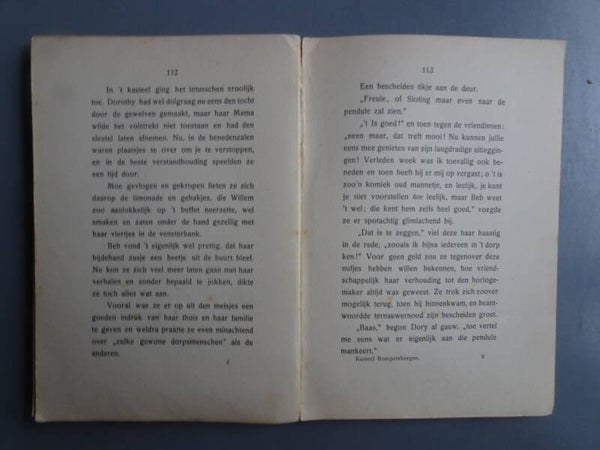 112
In 't kasteel ging het intusschen vroolijk
toe. Dorothy had wel dolgraag nu eens den tocht
door de gewelven gemaakt, maar haar Mama
wilde het volstrekt niet toestaan en had den
sleutel laten afnemen. Nu, in de benedenzalen
waren plaatsjes te over om je te verstoppen,
en in de beste verstandhouding speelden ze
een tijd door.
Moe gevlogen en gekropen lieten ze zich
daarop de limonade en gebakjes, die Willem
zoo aanlokkelijk op 't buffet neerzette, wel
smaken en zaten onder de hand gezellig met
haar viertjes in de vensterbank.
Beb vond 't eigenlijk wel prettig, dat haar
bijdehand zusje een beetje uit de buurt bleef.
Nu kon ze zich veel meer laten gaan met haar
verhalen en zonder bepaald te jokken, dikte
ze toch alles wat aan.
Vooral was ze er op uit den meisjes een
goeden indruk van haar thuis en haar familie
te geven en weldra praatte ze even minachtend
over „zulke gewone dorpsmenschen" als de
anderen.
113
Een bescheiden tikje aan de deur.
„Freule, of Sloting maar even naar de
pendule zal zien."
„'t Is goed!" en toen tegen de vriendinnen:
„neen maar, dat treft mooi! Nu kunnen jullie
eens mee genieten van zijn langdradige uitleggin-
gen! Verleden week was ik toevallig ook be-
neden en toen heeft hij er mij op vergast; o 't is
zoo'n komiek oud mannetje, en leelijk, je kunt
je niet voorstellen hoe leelijk, maar Beb weet
't wel; die kent hem zelfs heel goed," voegde
ze er spotachtig glimlachend bij.
„Dat is te zeggen," viel deze haar haastig
in de rede, „zooals ik bijna iedereen in 't dorp
ken!" Voor geen geld zou ze tegenover deze
nufjes hebben willen bekennen, hoe vriend-
schappelijk haar verhouding tot den horloge-
maker altijd was geweest. Ze trok zich zoover
mogelijk terug, toen hij binnenkwam, en beant-
woordde ternauwernood zijn bescheiden groet.
„Baas," begon Dory al gauw, „toe vertel
me eens wat er eigenlijk aan die pendule
mankeert."
Kasteel Rompersburgen. 8